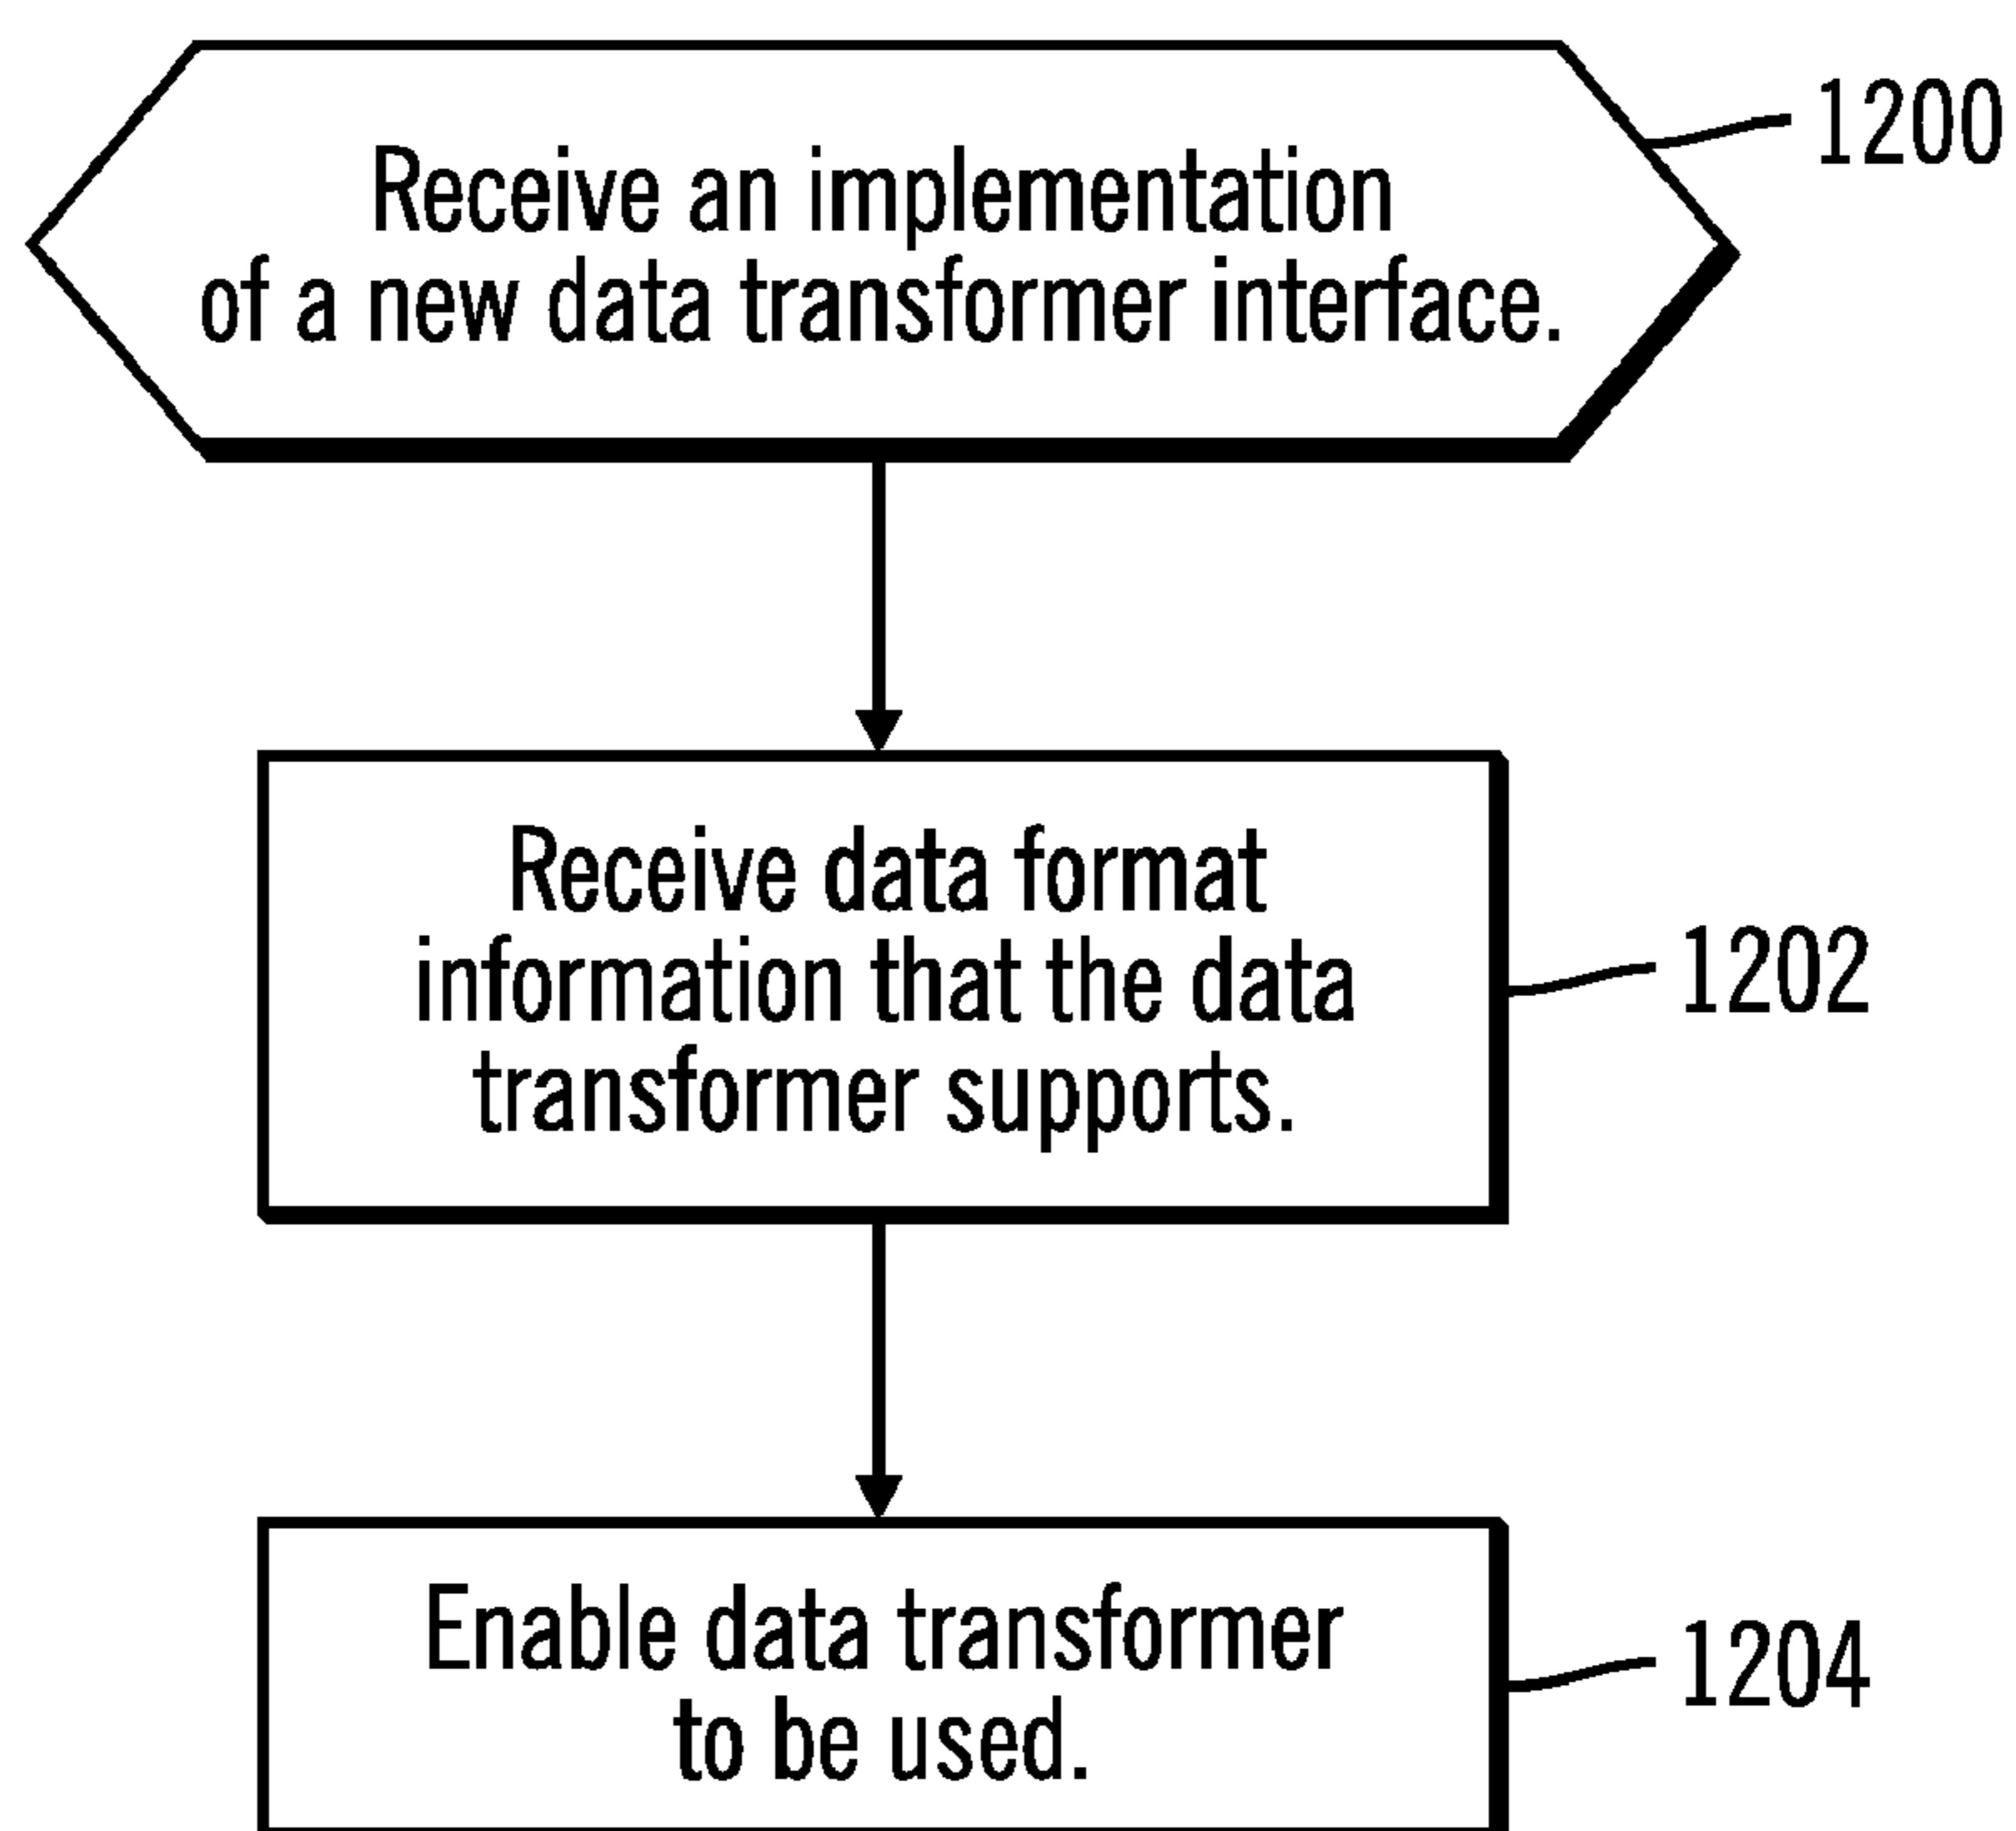 1200
Receive an implementation
of a new data transformer interface.
Receive data format
information that the data
transformer supports.
1202
Enable data transformer
to be used.
1204